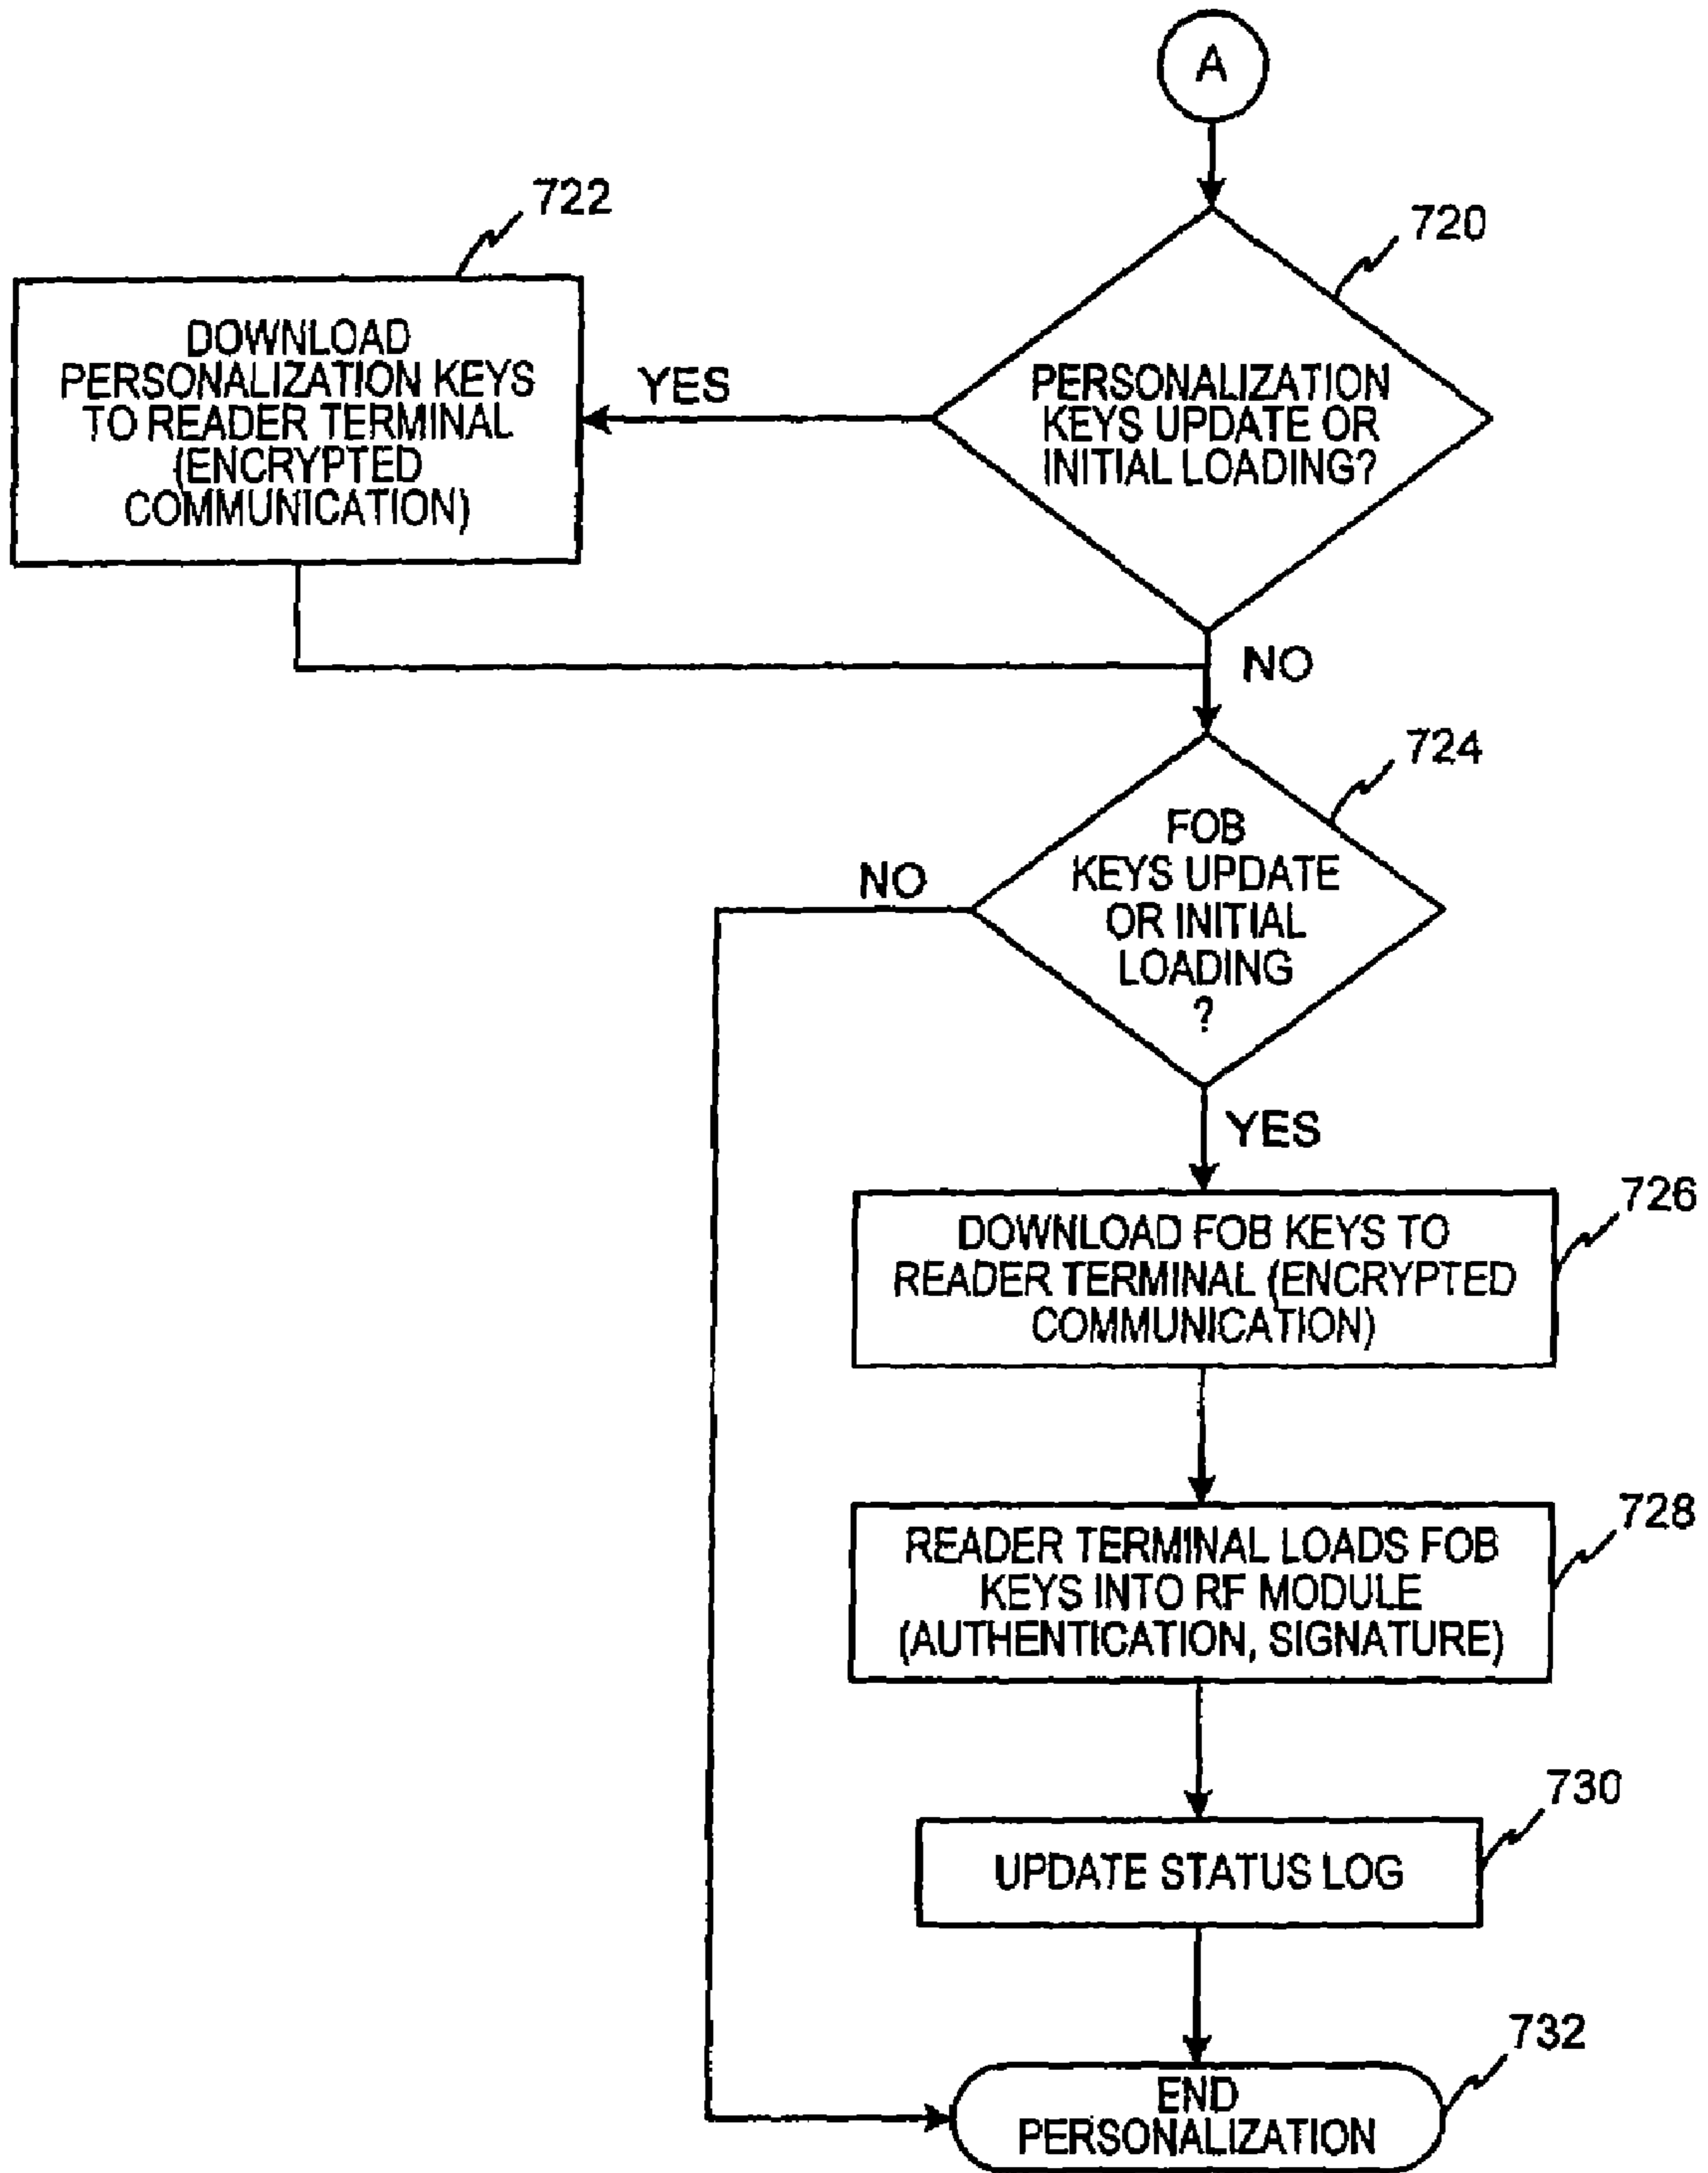 A
722
720
DOWNLOAD
PERSONALIZATION KEYS
TO READER TERMINAL
(ENCRYPTED
COMMUNICATION)
YES
PERSONALIZATION
KEYS UPDATE OR
INITIAL LOADING?
NO
724
FOB
KEYS UPDATE
OR INITIAL
LOADING
?
NO
YES
726
DOWNLOAD FOB KEYS TO
READER TERMINAL (ENCRYPTED
COMMUNICATION)
728
READER TERMINAL LOADS FOB
KEYS INTO RF MODULE
(AUTHENTICATION, SIGNATURE)
730
UPDATE STATUS LOG
732
END
PERSONALIZATION